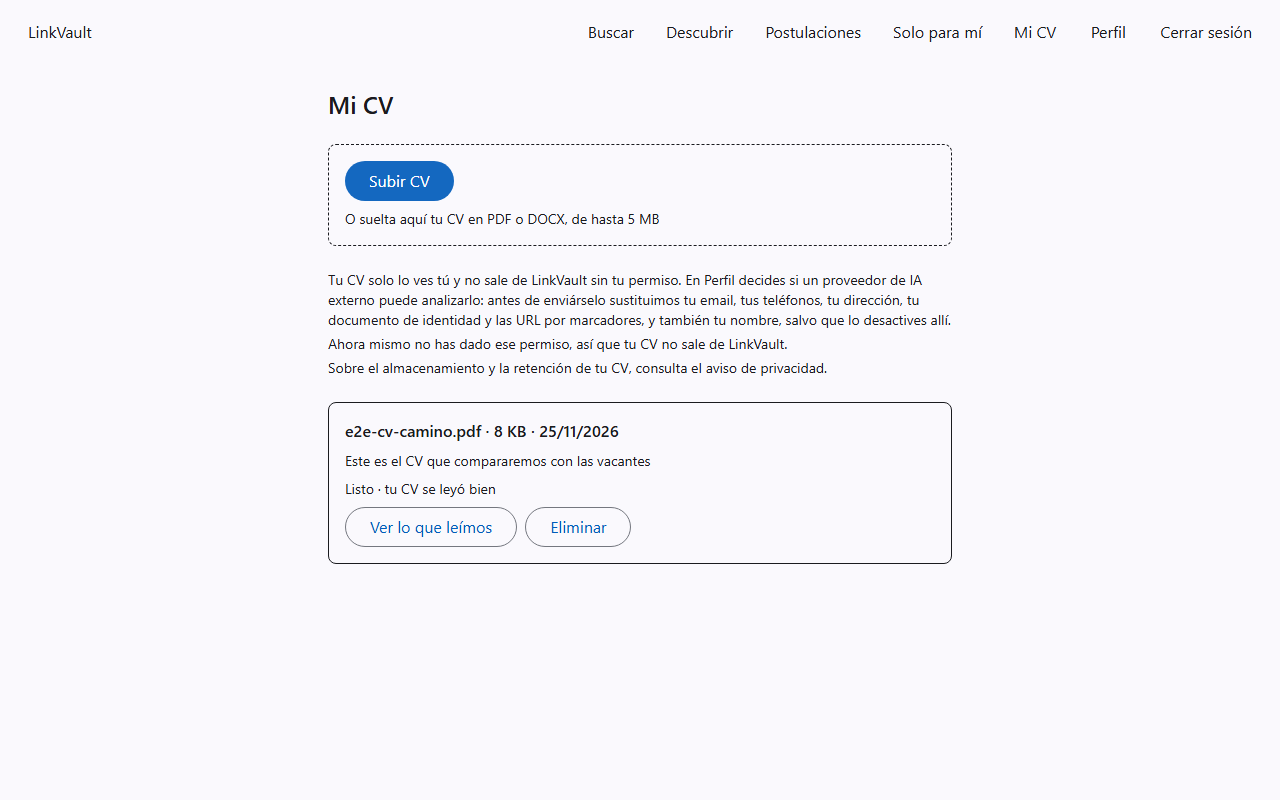 LinkVault
Buscar
Descubrir
Postulaciones
Solo para mí
Mi CV
Perfil
Cerrar sesión
Mi CV
Subir CV
O suelta aquí tu CV en PDF o DOCX, de hasta 5 MB
Tu CV solo lo ves tú y no sale de LinkVault sin tu permiso. En Perfil decides si un proveedor de IA
externo puede analizarlo: antes de enviárselo sustituimos tu email, tus teléfonos, tu dirección, tu
documento de identidad y las URL por marcadores, y también tu nombre, salvo que lo desactives allí.
Ahora mismo no has dado ese permiso, así que tu CV no sale de LinkVault.
Sobre el almacenamiento y la retención de tu CV, consulta el aviso de privacidad.
e2e-cv-camino.pdf · 8 KB · 25/11/2026
Este es el CV que compararemos con las vacantes
Listo · tu CV se leyó bien
Ver lo que leímos
Eliminar